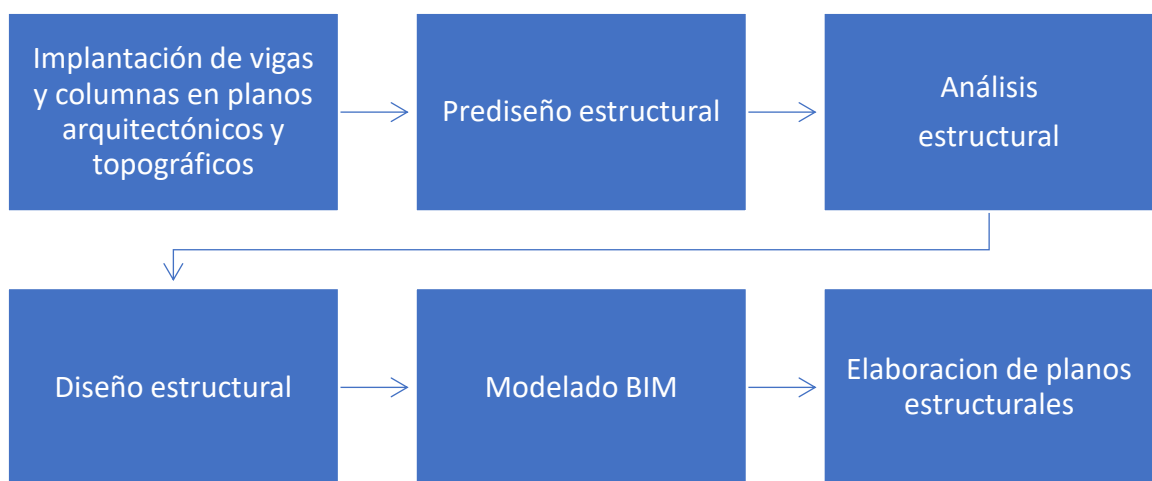 Implantación de vigas
y columnas en planos
arquitectónicos y
topográficos
Prediseño estructural
Análisis
estructural
Diseño estructural
Modelado BIM
Elaboracion de planos
estructurales